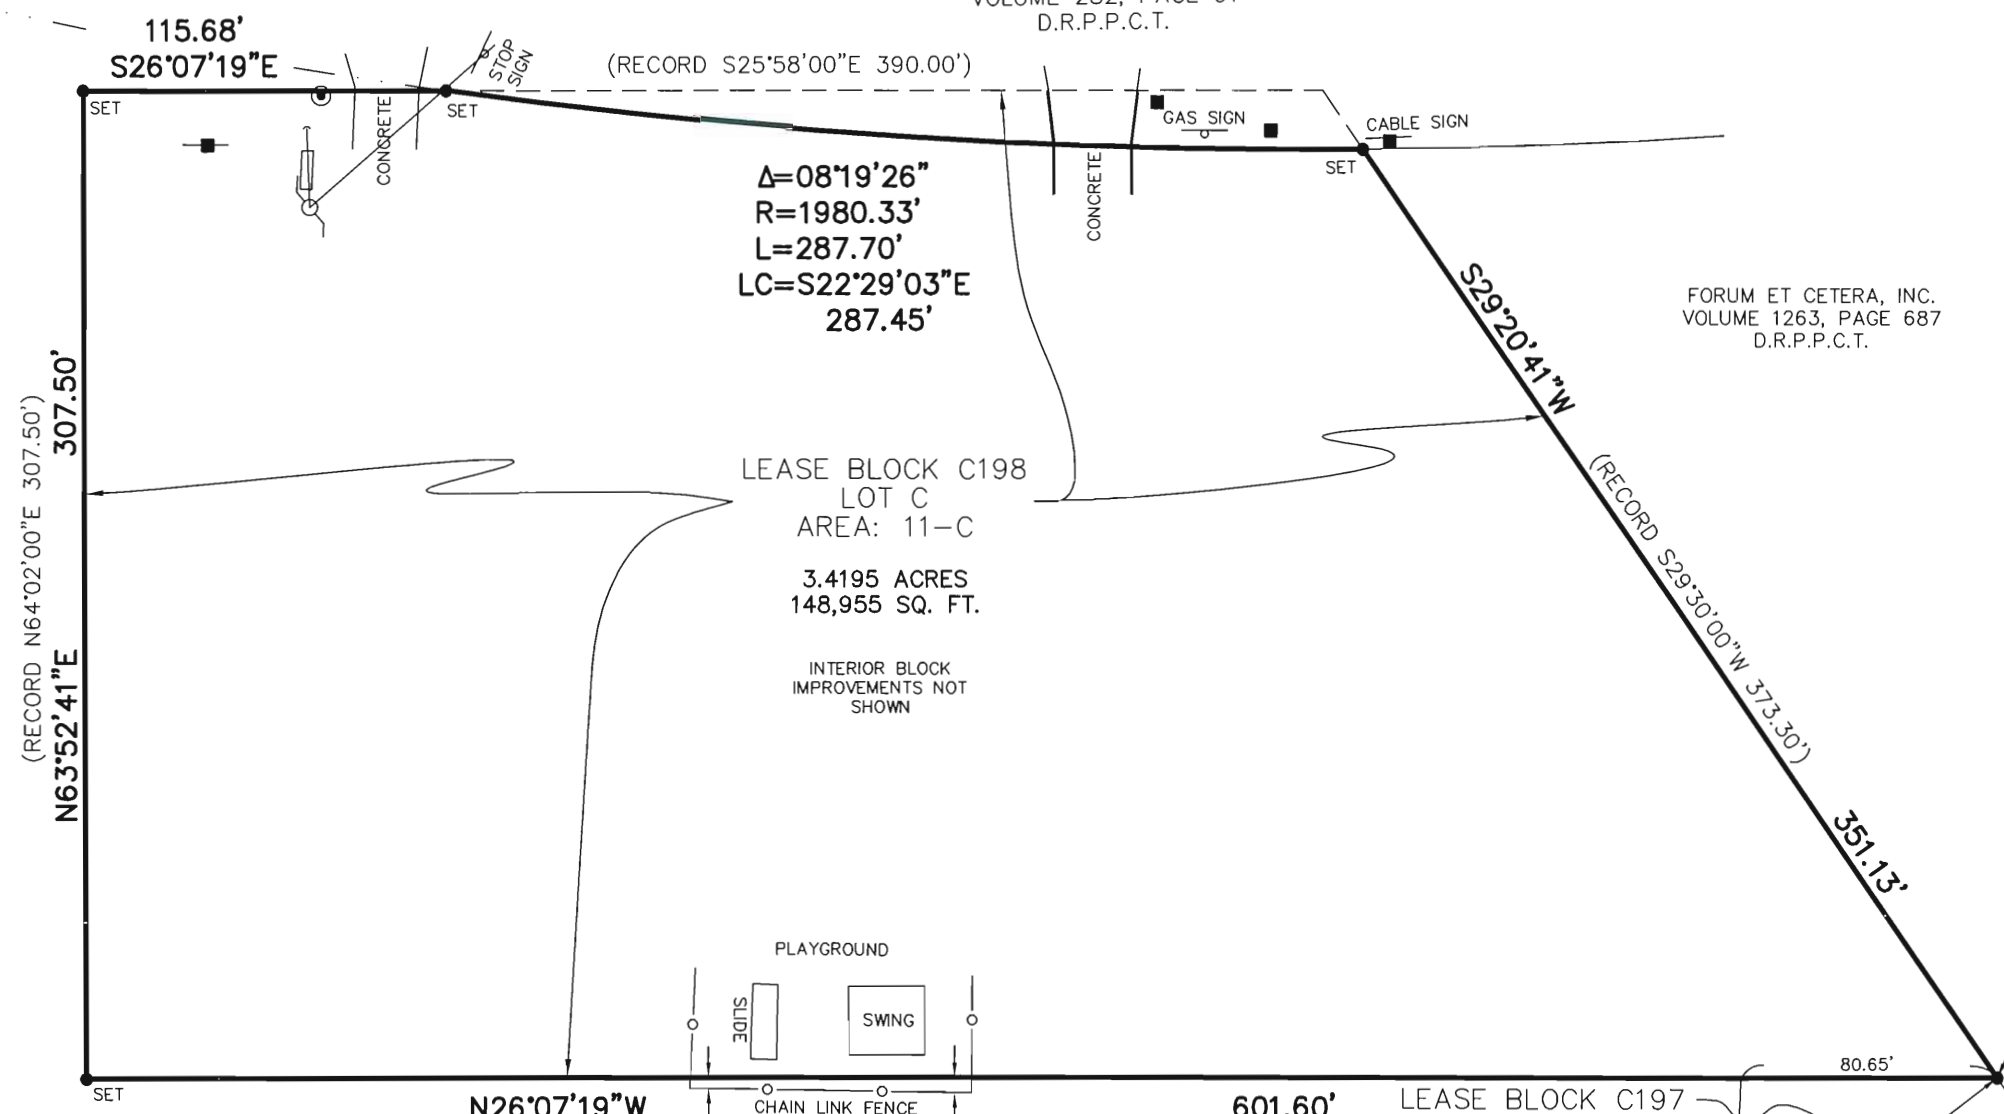 D.R.P.P.C.T.
115.68'
S26°07'19"E
STOP
SIGN
(RECORD S25°58'00"E 390.00')
SET
SET
CONCRETE
GAS SIGN
CABLE SIGN
SET
CONCRETE
Δ=08°19'26"
R=1980.33'
L=287.70'
LC=S22°29'03"E
287.45'
S29°20'41"W
FORUM ET CETERA, INC.
VOLUME 1263, PAGE 687
D.R.P.P.C.T.
(RECORD N64°02'00"E 307.50')
N63°52'41"E 307.50'
LEASE BLOCK C198
LOT C
AREA: 11-C
3.4195 ACRES
148,955 SQ. FT.
INTERIOR BLOCK
IMPROVEMENTS NOT
SHOWN
(RECORD S29°30'00"W 373.30')
351.13'
PLAYGROUND
SLIDE
SWING
80.65'
SET
N26°07'19"W
CHAIN LINK FENCE
601.60'
LEASE BLOCK C197